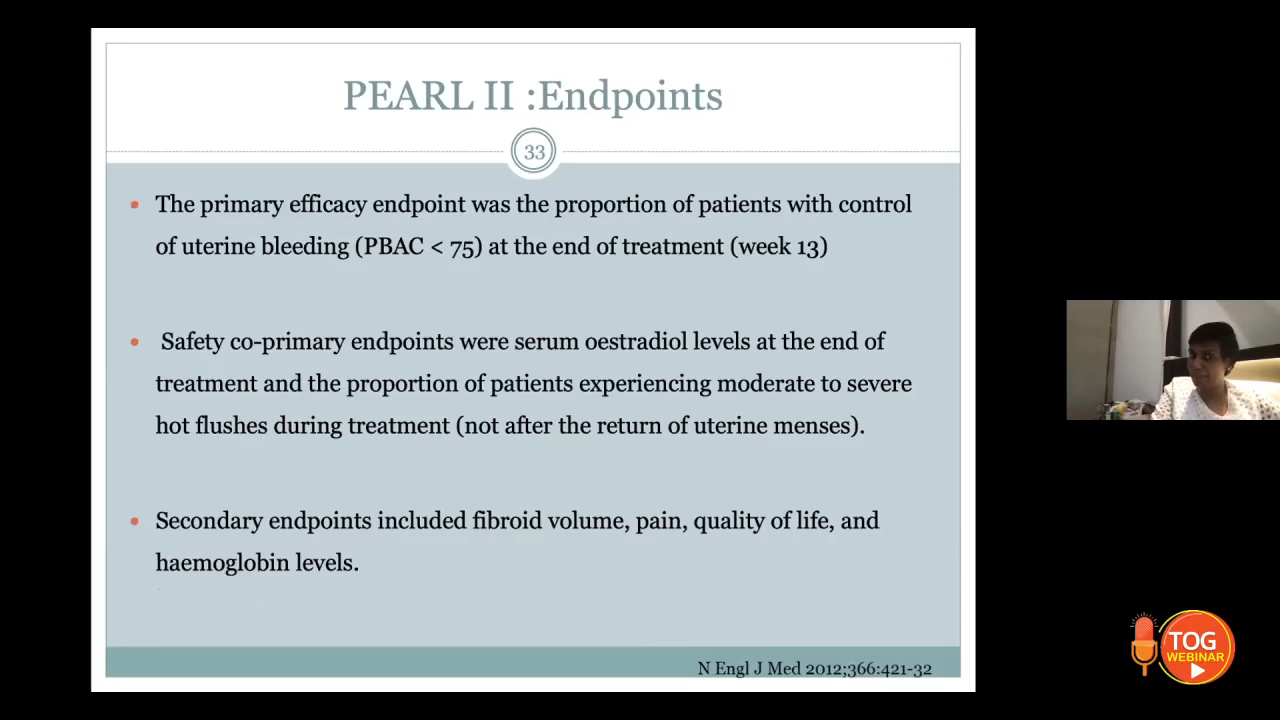 PEARL II :Endpoints
33
• The primary efficacy endpoint was the proportion of patients with control
of uterine bleeding (PBAC < 75) at the end of treatment (week 13)
• Safety co-primary endpoints were serum oestradiol levels at the end of
treatment and the proportion of patients experiencing moderate to severe
hot flushes during treatment (not after the return of uterine menses).
• Secondary endpoints included fibroid volume, pain, quality of life, and
haemoglobin levels.
N Engl J Med 2012;366:421-32
TOG
WEBINAR